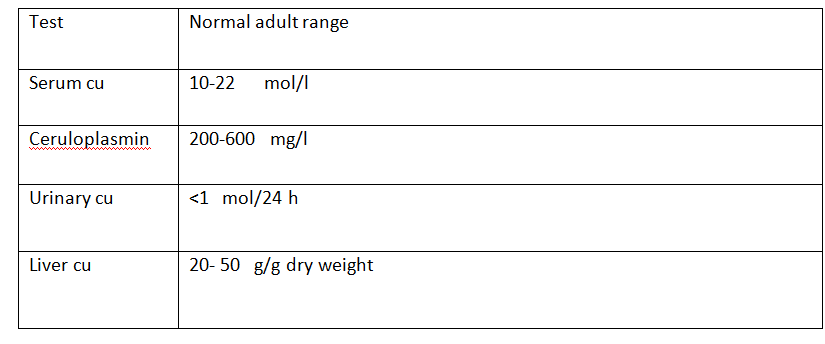 Test Normal adult range
Serum cu 10-22 mol/l
Ceruloplasmin 200-600 mg/l
Urinary cu <1 mol/24 h
Liver cu 20- 50 g/g dry weight